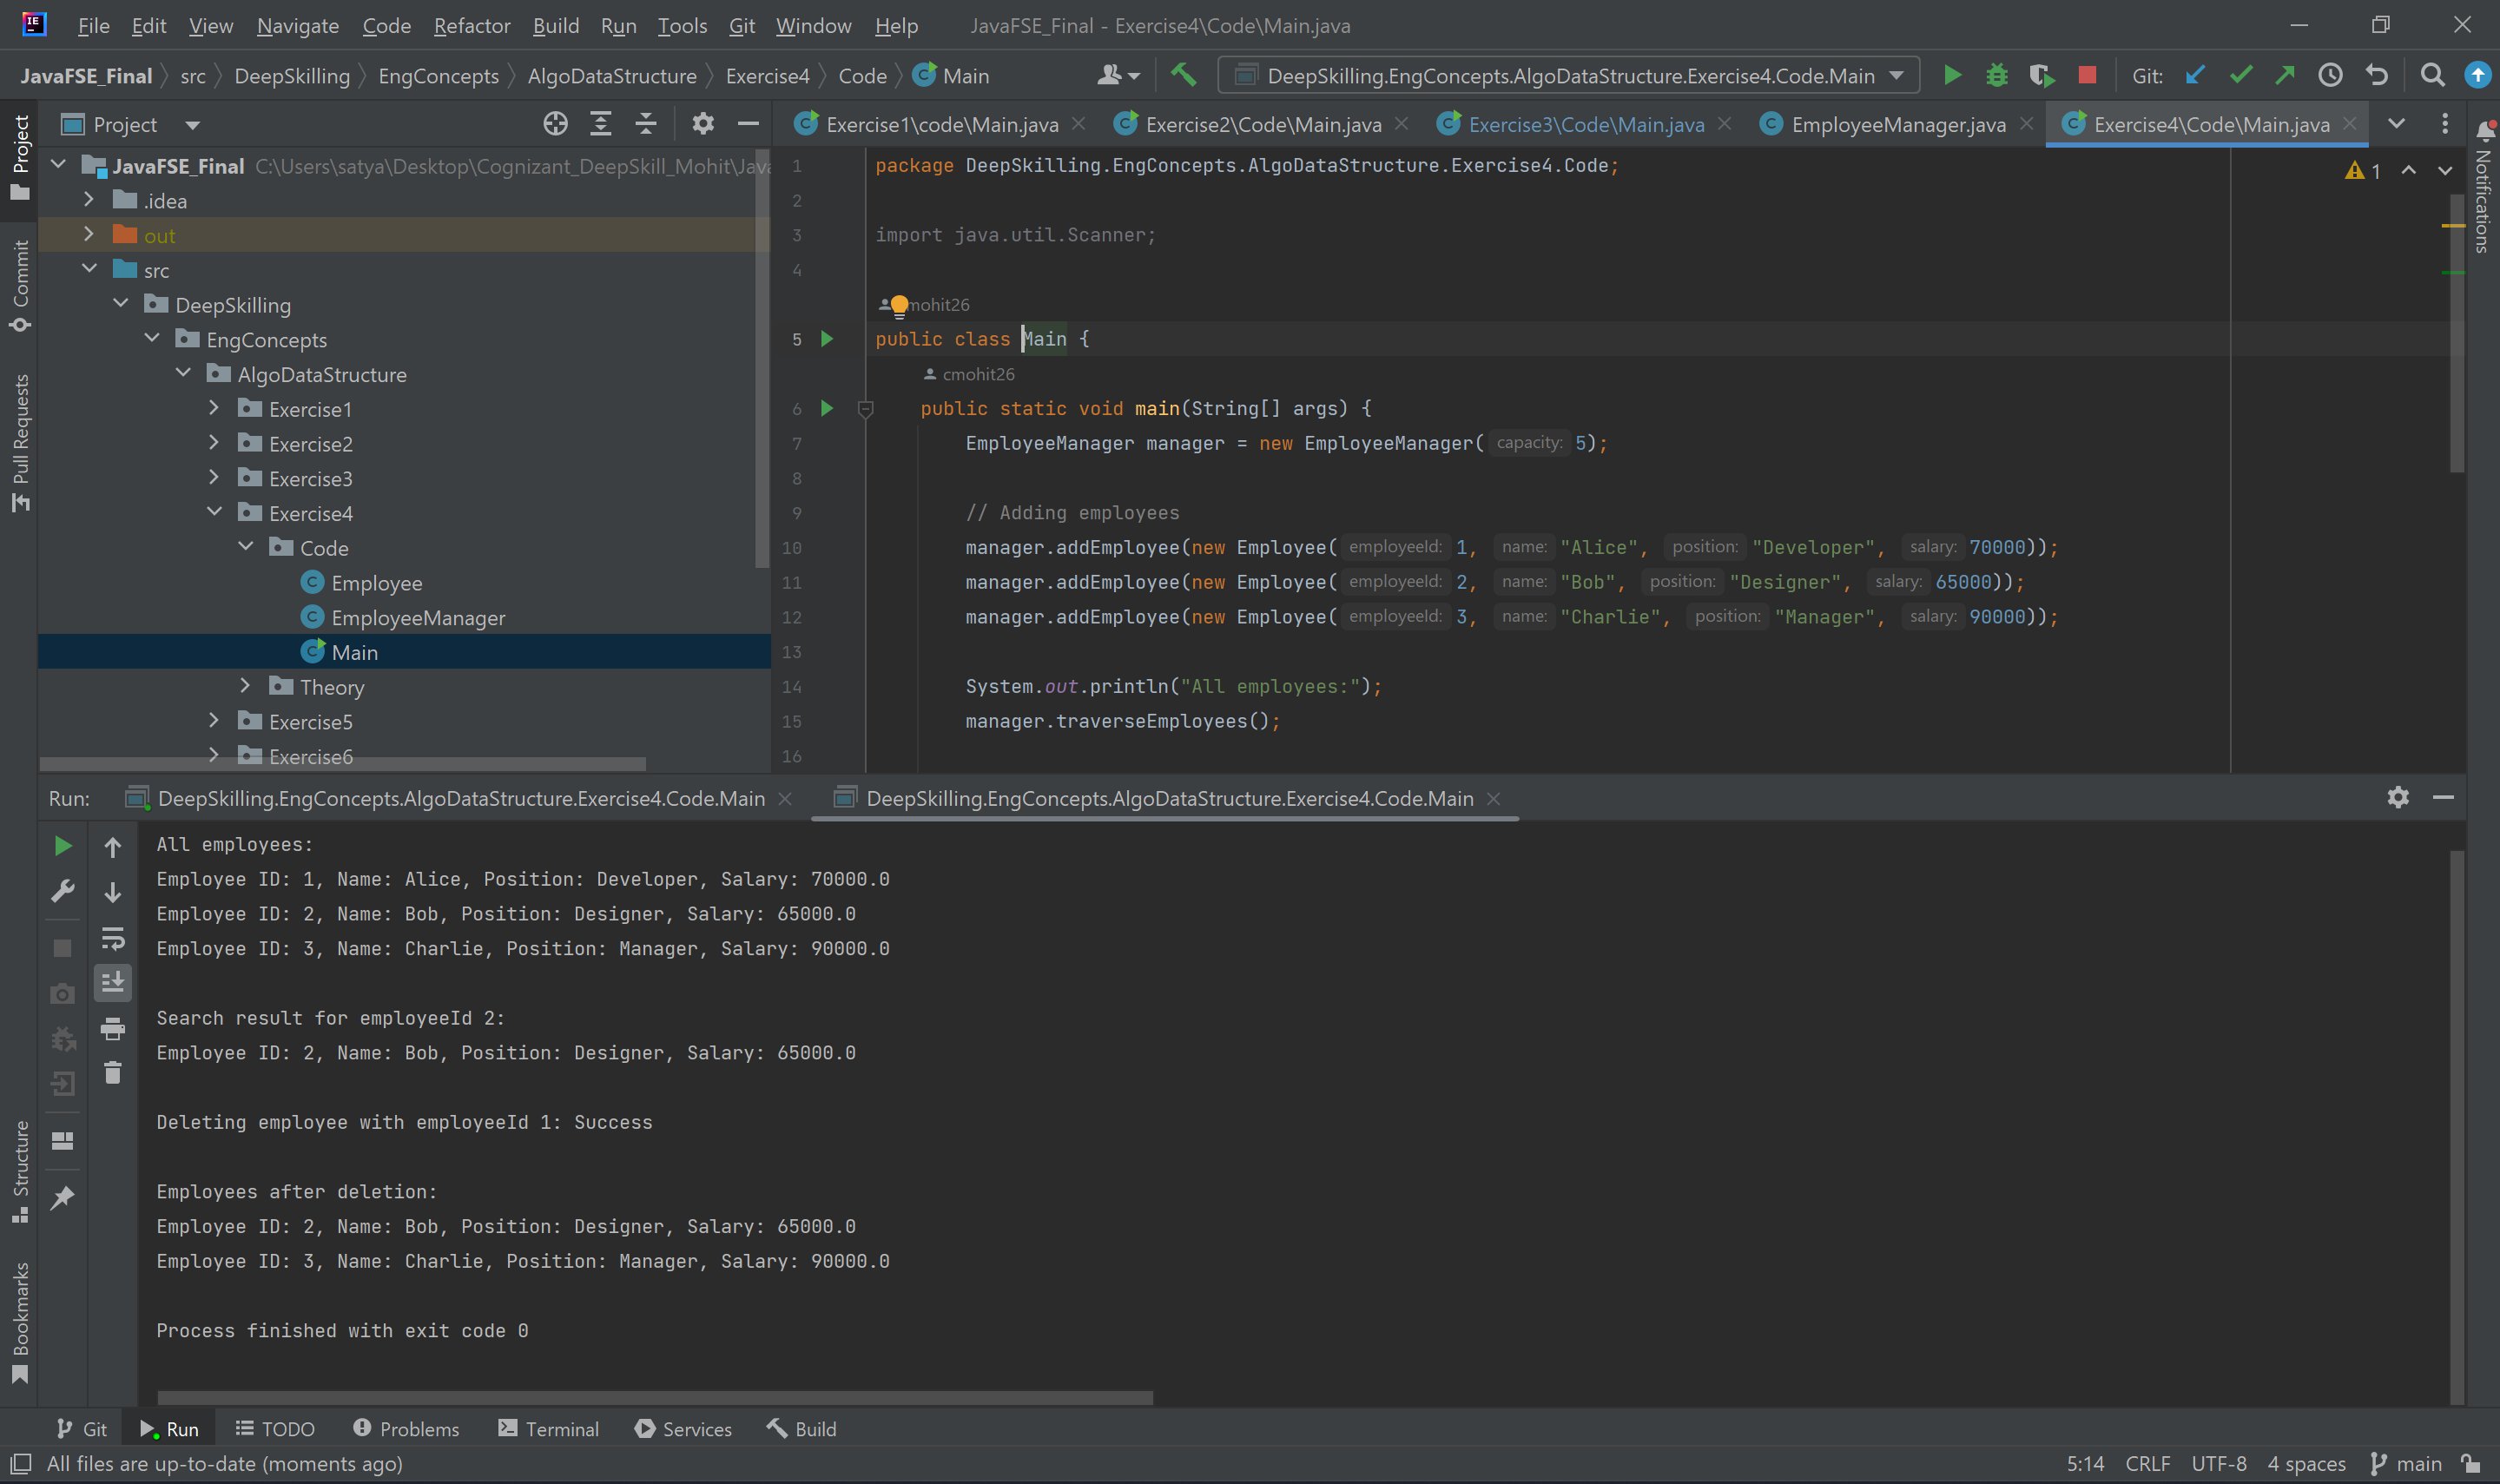 File Edit View Navigate Code Refactor Build Run Tools Git Window Help JavaFSE_Final - Exercise4\Code\Main.java
JavaFSE_Final src DeepSkilling EngConcepts AlgoDataStructure Exercise4 Code Main DeepSkilling.EngConcepts.AlgoDataStructure.Exercise4.Code.Main Git:
Project
Exercise1\code\Main.java Exercise2\Code\Main.java Exercise3\Code\Main.java EmployeeManager.java Exercise4\Code\Main.java
Project
Commit
Pull Requests
Structure
Bookmarks
Notifications
JavaFSE_Final C:\Users\satya\Desktop\Cognizant_DeepSkill_Mohit\Java
.idea
out
src
DeepSkilling
EngConcepts
AlgoDataStructure
Exercise1
Exercise2
Exercise3
Exercise4
Code
Employee
EmployeeManager
Main
Theory
Exercise5
Exercise6
1
1 package DeepSkilling.EngConcepts.AlgoDataStructure.Exercise4.Code;
2
3 import java.util.Scanner;
4
mohit26
5 public class Main {
cmohit26
6 public static void main(String[] args) {
7 EmployeeManager manager = new EmployeeManager( capacity: 5);
8
9 // Adding employees
10 manager.addEmployee(new Employee( employeeId: 1, name: "Alice", position: "Developer", salary: 70000));
11 manager.addEmployee(new Employee( employeeId: 2, name: "Bob", position: "Designer", salary: 65000));
12 manager.addEmployee(new Employee( employeeId: 3, name: "Charlie", position: "Manager", salary: 90000));
13
14 System.out.println("All employees:");
15 manager.traverseEmployees();
16
Run: DeepSkilling.EngConcepts.AlgoDataStructure.Exercise4.Code.Main DeepSkilling.EngConcepts.AlgoDataStructure.Exercise4.Code.Main
All employees:
Employee ID: 1, Name: Alice, Position: Developer, Salary: 70000.0
Employee ID: 2, Name: Bob, Position: Designer, Salary: 65000.0
Employee ID: 3, Name: Charlie, Position: Manager, Salary: 90000.0
Search result for employeeId 2:
Employee ID: 2, Name: Bob, Position: Designer, Salary: 65000.0
Deleting employee with employeeId 1: Success
Employees after deletion:
Employee ID: 2, Name: Bob, Position: Designer, Salary: 65000.0
Employee ID: 3, Name: Charlie, Position: Manager, Salary: 90000.0
Process finished with exit code 0
Git Run TODO Problems Terminal Services Build
All files are up-to-date (moments ago) 5:14 CRLF UTF-8 4 spaces main